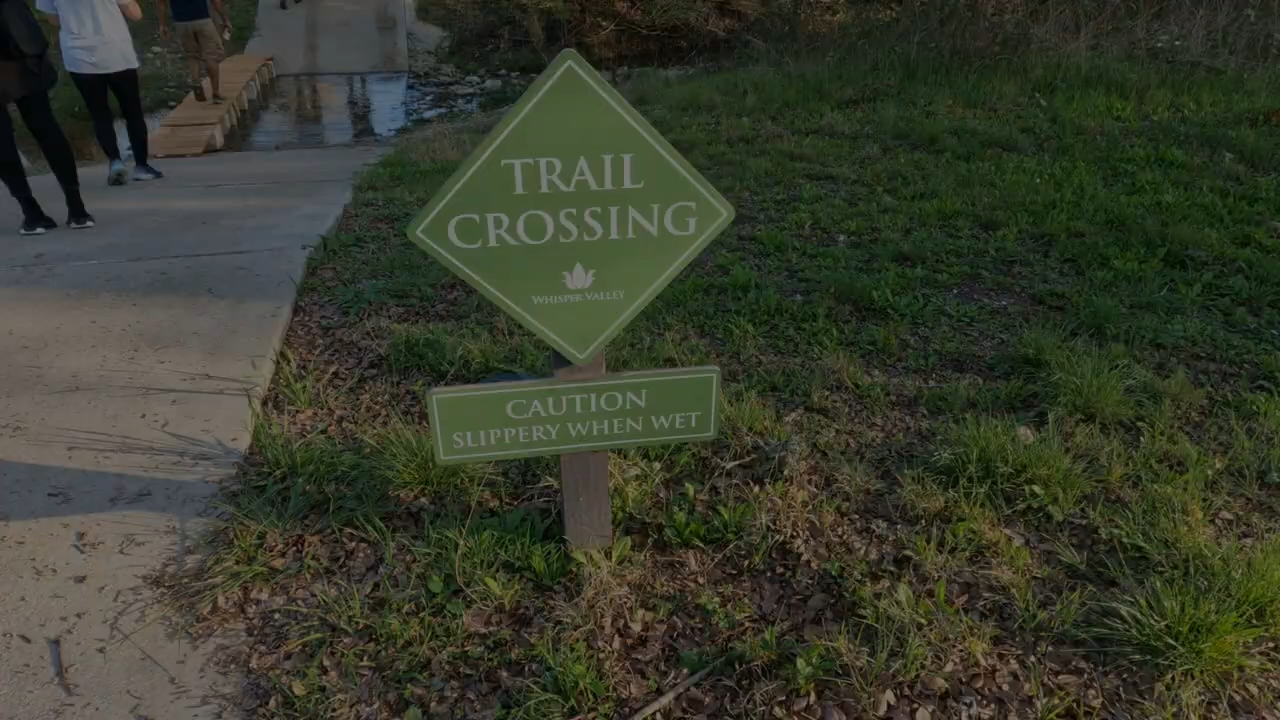 TRAIL
CROSSING
WHISPER VALLEY
CAUTION
SLIPPERY WHEN WET